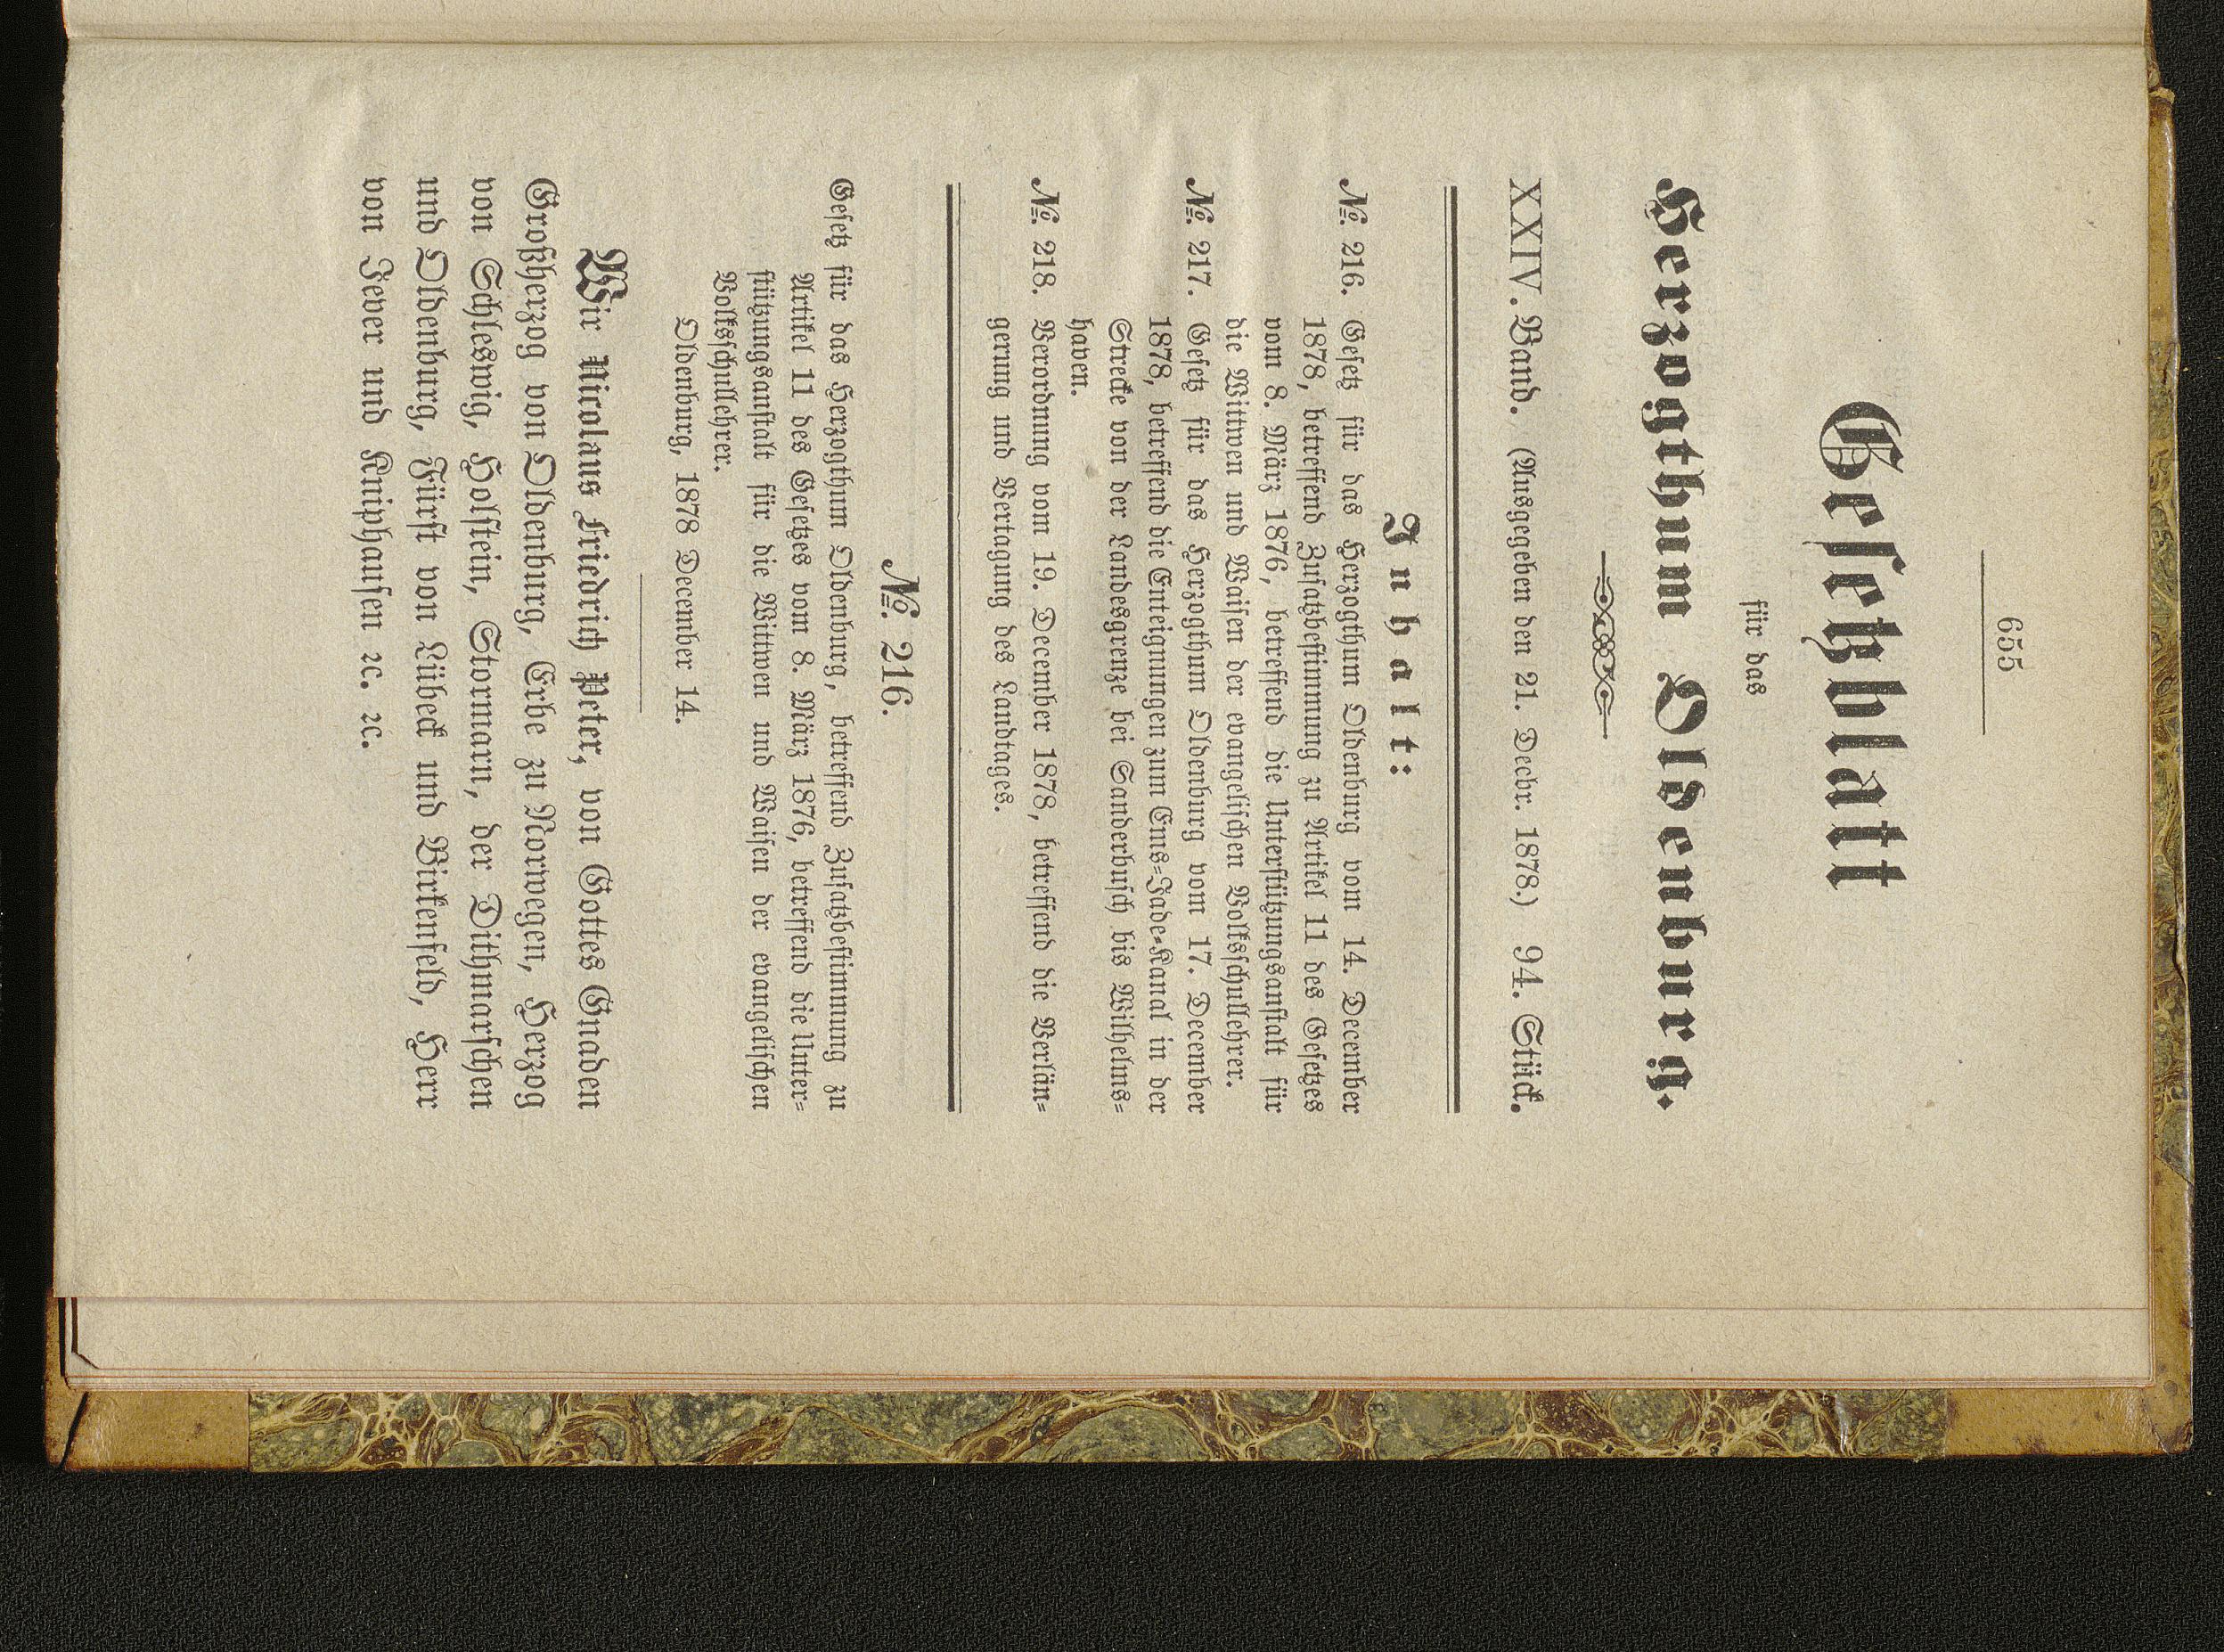 655
Gesetzblatt
für das
Herzogthum Oldenburg.
XXIV. Band. (Ausgegeben den 21. Decbr. 1878.) 94. Stück.
Inhalt:
№. 216. Gesetz für das Herzogthum Oldenburg vom 14. December
1878, betreffend Zusatzbestimmung zu Artikel 11 des Gesetzes
vom 8. März 1876, betreffend die Unterstützungsanstalt für
die Wittwen und Waisen der evangelischen Volksschullehrer.
№. 217. Gesetz für das Herzogthum Oldenburg vom 17. December
1878, betreffend die Enteignungen zum Ems-Jade-Kanal in der
Strecke von der Landesgrenze bei Sanderbusch bis Wilhelms-
haven.
№. 218. Verordnung vom 19. December 1878, betreffend die Verlän-
gerung und Vertagung des Landtages.
№. 216.
Gesetz für das Herzogthum Oldenburg, betreffend Zusatzbestimmung zu
Artikel 11 des Gesetzes vom 8. März 1876, betreffend die Unter-
stützungsanstalt für die Wittwen und Waisen der evangelischen
Volksschullehrer.
Oldenburg, 1878 December 14.
Wir Nicolaus Friedrich Peter, von Gottes Gnaden
Großherzog von Oldenburg, Erbe zu Norwegen, Herzog
von Schleswig, Holstein, Stormarn, der Dithmarschen
und Oldenburg, Fürst von Lübeck und Birkenfeld, Herr
von Jever und Kniphausen ꝛc. ꝛc.